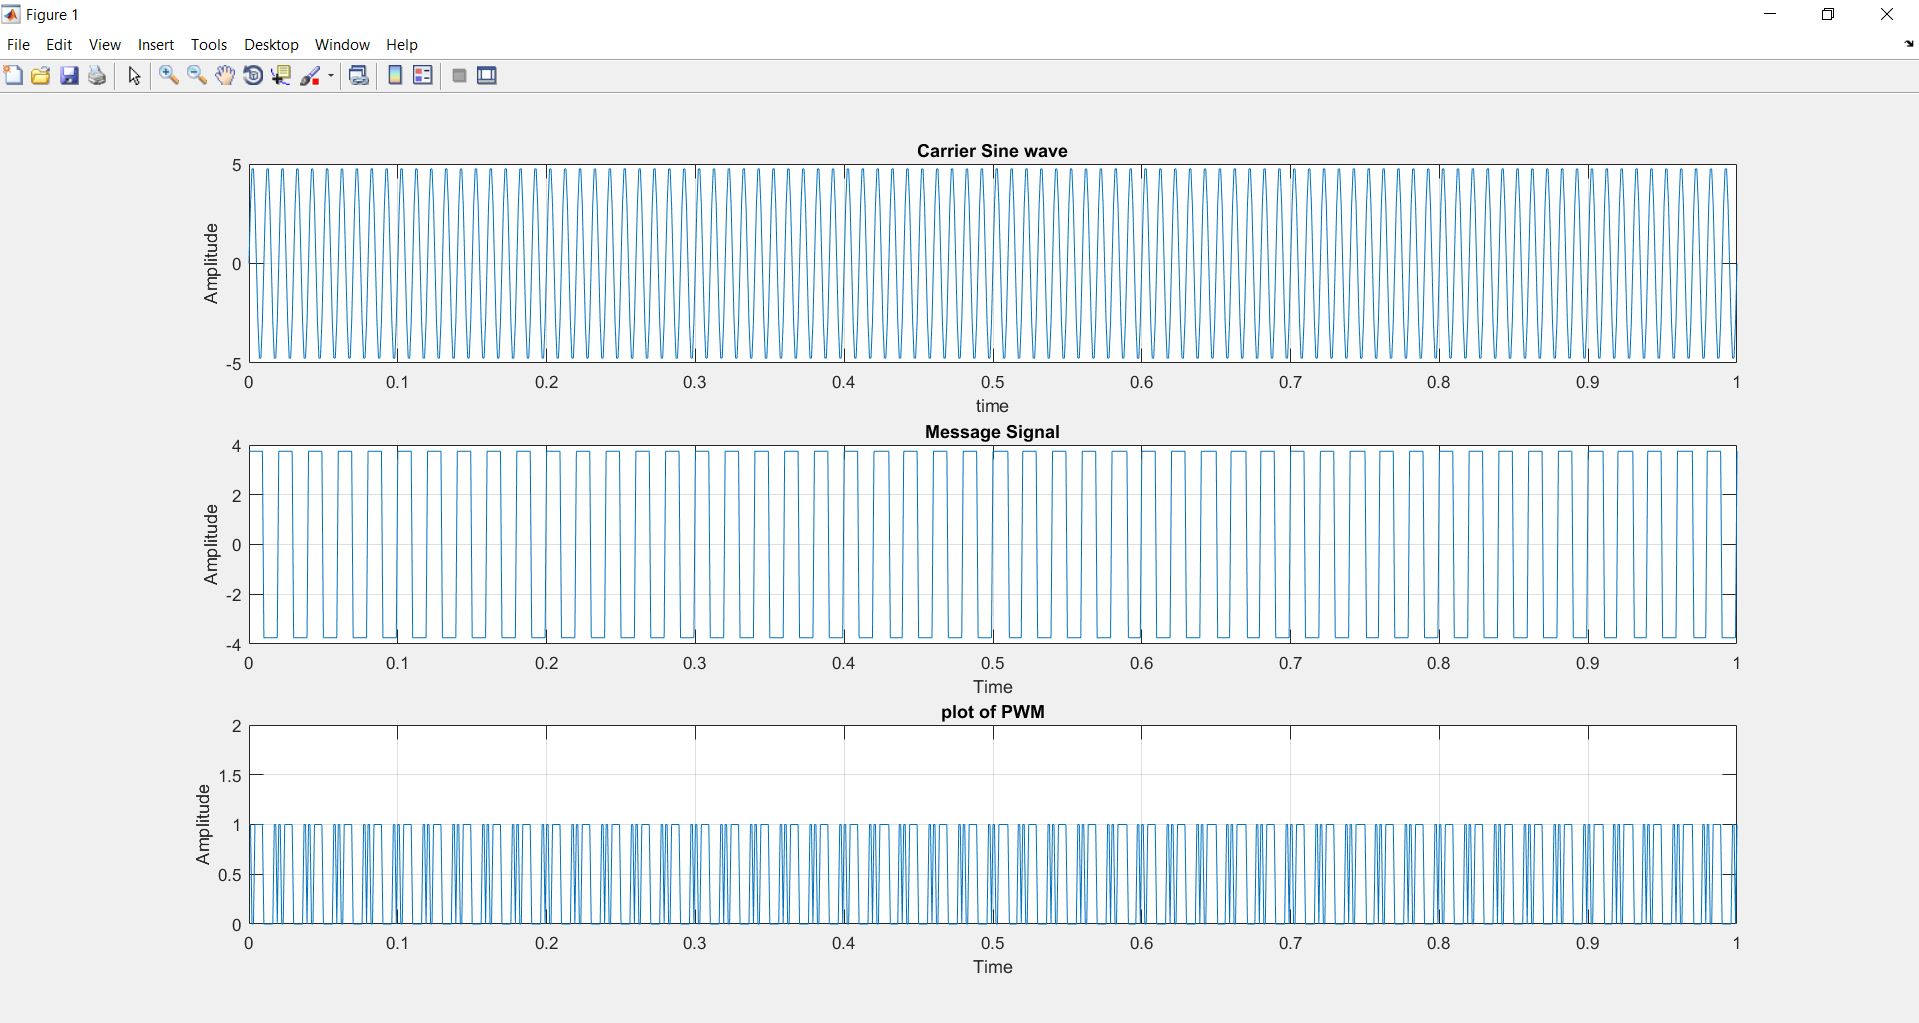 Figure 1
File Edit View Insert Tools Desktop Window Help
Carrier Sine wave
5
0
-5
Amplitude
0 0.1 0.2 0.3 0.4 0.5 0.6 0.7 0.8 0.9 1
time
Message Signal
4
2
0
-2
-4
Amplitude
0 0.1 0.2 0.3 0.4 0.5 0.6 0.7 0.8 0.9 1
Time
plot of PWM
2
1.5
1
0.5
0
Amplitude
0 0.1 0.2 0.3 0.4 0.5 0.6 0.7 0.8 0.9 1
Time